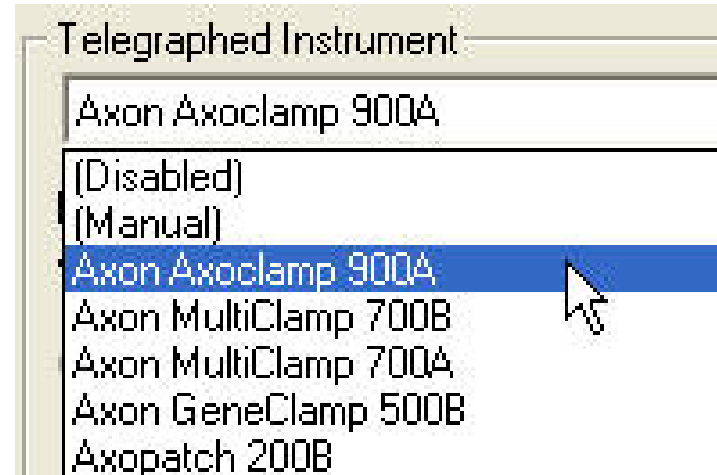 Telegraphed Instrument
Axon Axoclamp 900A
(Disabled)
(Manual)
Axon Axoclamp 900A
Axon MultiClamp 700B
Axon MultiClamp 700A
Axon GeneClamp 500B
Axopatch 200B